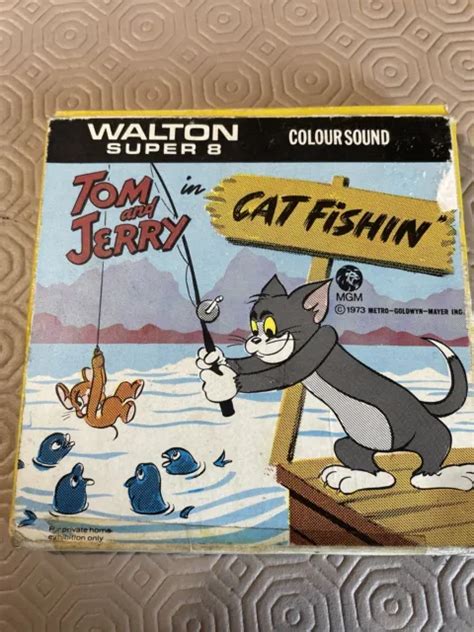 WALTON
SUPER 8
COLOUR SOUND
TOM and JERRY
in
CAT FISHIN'
MGM
© 1973 METRO-GOLDWYN-MAYER INC.
For private home
exhibition only